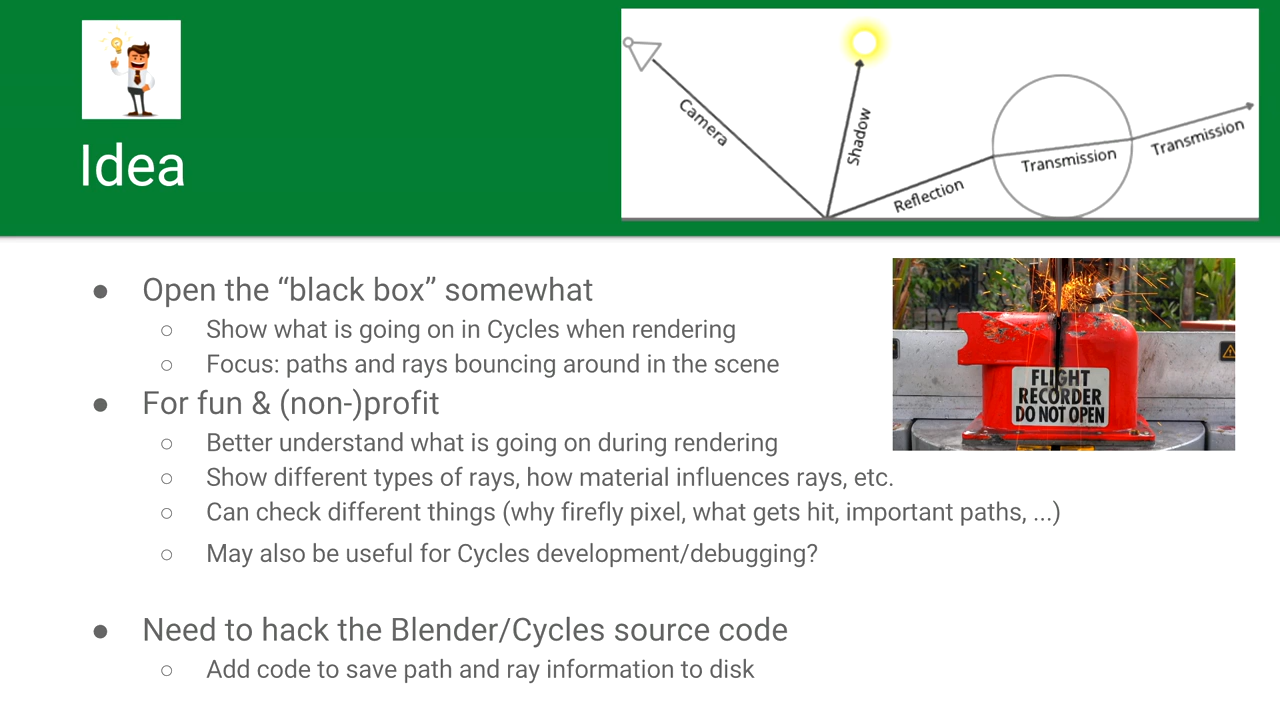 Idea
Camera
Shadow
Reflection
Transmission
Transmission
● Open the “black box” somewhat
○ Show what is going on in Cycles when rendering
○ Focus: paths and rays bouncing around in the scene
● For fun & (non-)profit
○ Better understand what is going on during rendering
○ Show different types of rays, how material influences rays, etc.
○ Can check different things (why firefly pixel, what gets hit, important paths, ...)
○ May also be useful for Cycles development/debugging?
● Need to hack the Blender/Cycles source code
○ Add code to save path and ray information to disk
FLIGHT
RECORDER
DO NOT OPEN